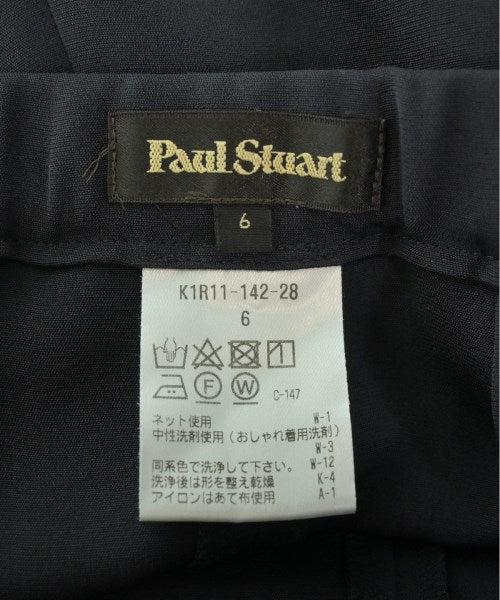 Paul Stuart
6
K1R11-142-28
6
F W C-147
ネット使用 W-1
中性洗剤使用(おしゃれ着用洗剤)
W-3
同系色で洗浄して下さい。 W-12
洗浄後は形を整え乾燥 K-4
アイロンはあて布使用 A-1